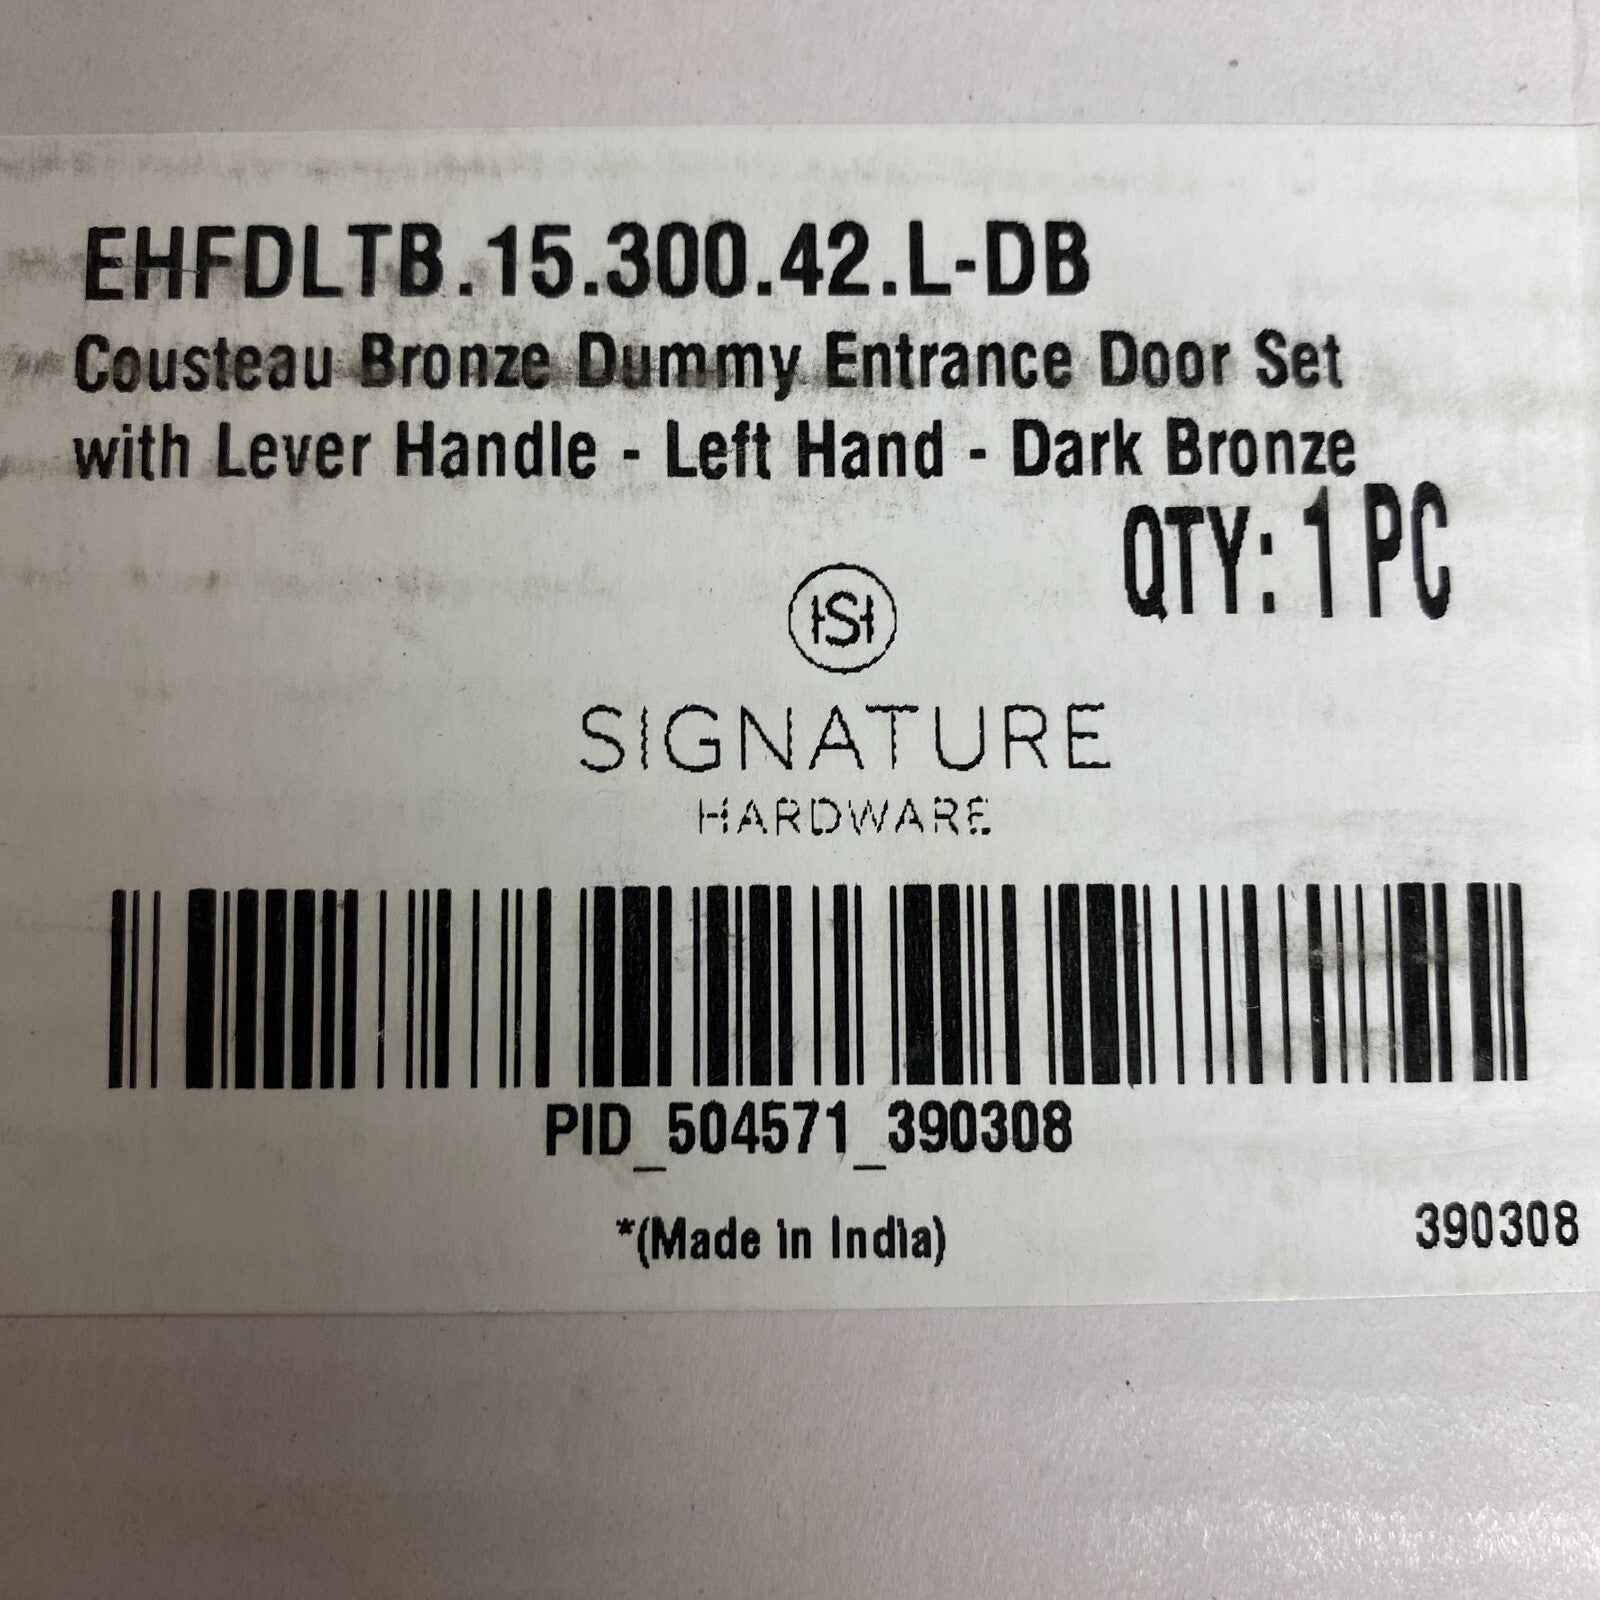 EHFDLTB.15.300.42.L-DB
Cousteau Bronze Dummy Entrance Door Set
with Lever Handle - Left Hand - Dark Bronze
QTY: 1 PC
HSH
SIGNATURE
HARDWARE
PID_504571_390308
*(Made in India)
390308